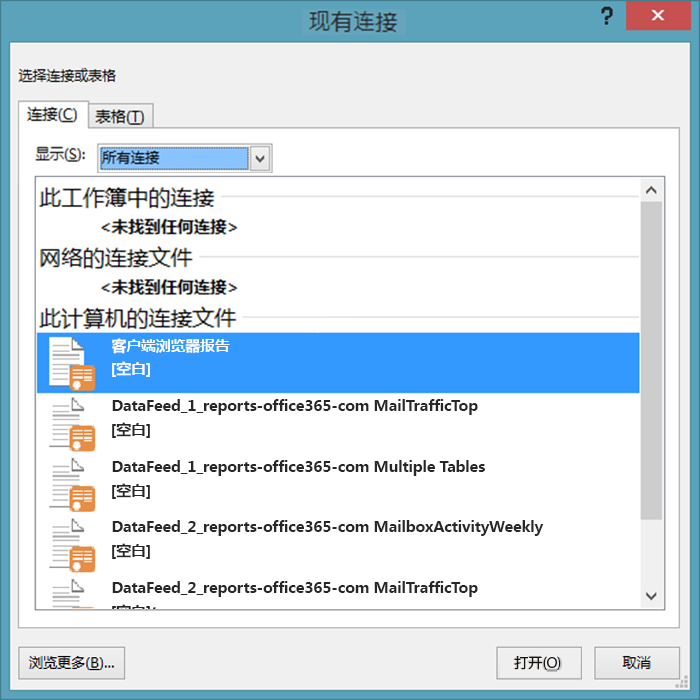 现有连接
?
选择连接或表格
连接(C) 表格(T)
显示(S): 所有连接
此工作簿中的连接
<未找到任何连接>
网络的连接文件
<未找到任何连接>
此计算机的连接文件
客户端浏览器报告
[空白]
DataFeed_1_reports-office365-com MailTrafficTop
[空白]
DataFeed_1_reports-office365-com Multiple Tables
[空白]
DataFeed_2_reports-office365-com MailboxActivityWeekly
[空白]
DataFeed_2_reports-office365-com MailTrafficTop
浏览更多(B)... 打开(O) 取消